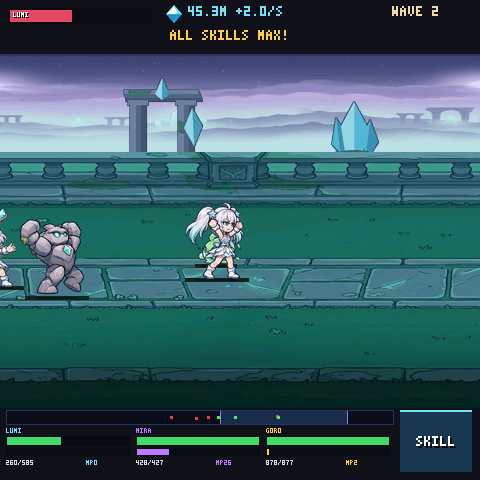 LUMI
45.3M +2.0/S
WAVE 2
ALL SKILLS MAX!
LUMI
MIRA
GORO
SKILL
260/585
MP0
428/427
MP26
878/877
MP2